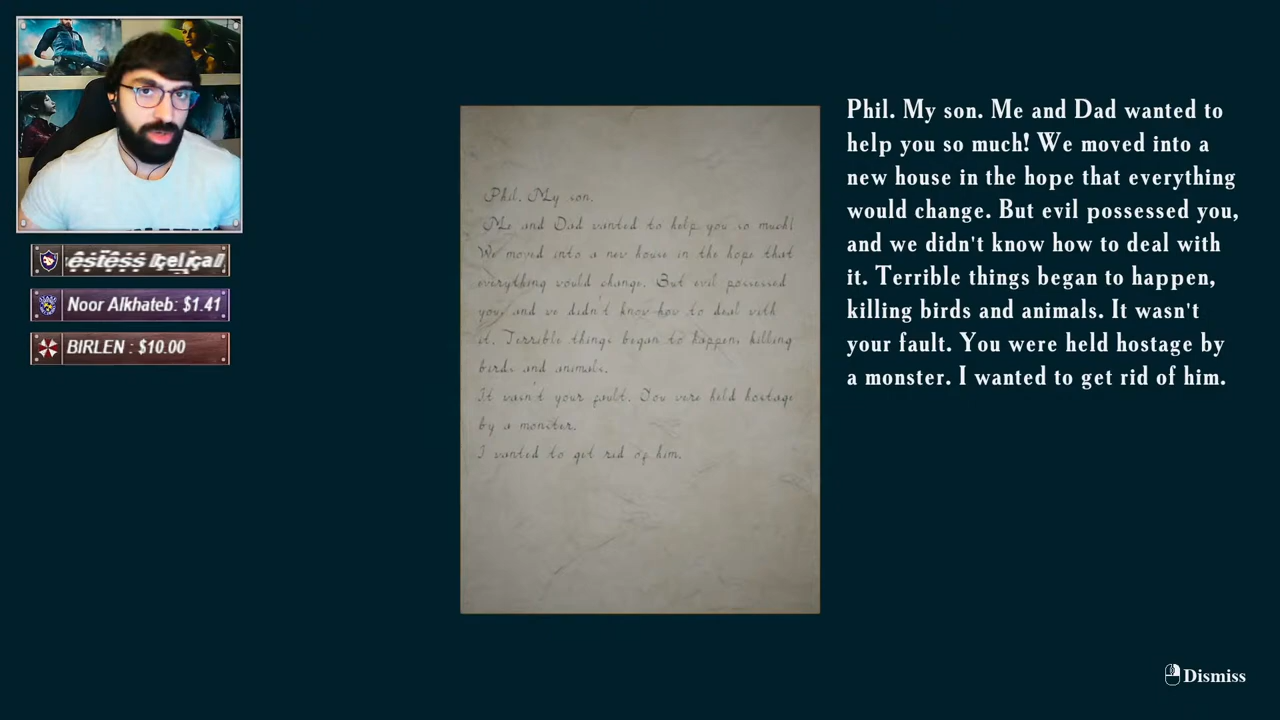 Noor Alkhateb: $1.41
BIRLEN : $10.00
Phil. My son.
Me and Dad wanted to help you so much!
We moved into a new house in the hope that
everything would change. But evil possessed
you, and we didn't know how to deal with
it. Terrible things began to happen, killing
birds and animals.
It wasn't your fault. You were held hostage
by a monster.
I wanted to get rid of him.
Phil. My son. Me and Dad wanted to
help you so much! We moved into a
new house in the hope that everything
would change. But evil possessed you,
and we didn't know how to deal with
it. Terrible things began to happen,
killing birds and animals. It wasn't
your fault. You were held hostage by
a monster. I wanted to get rid of him.
Dismiss